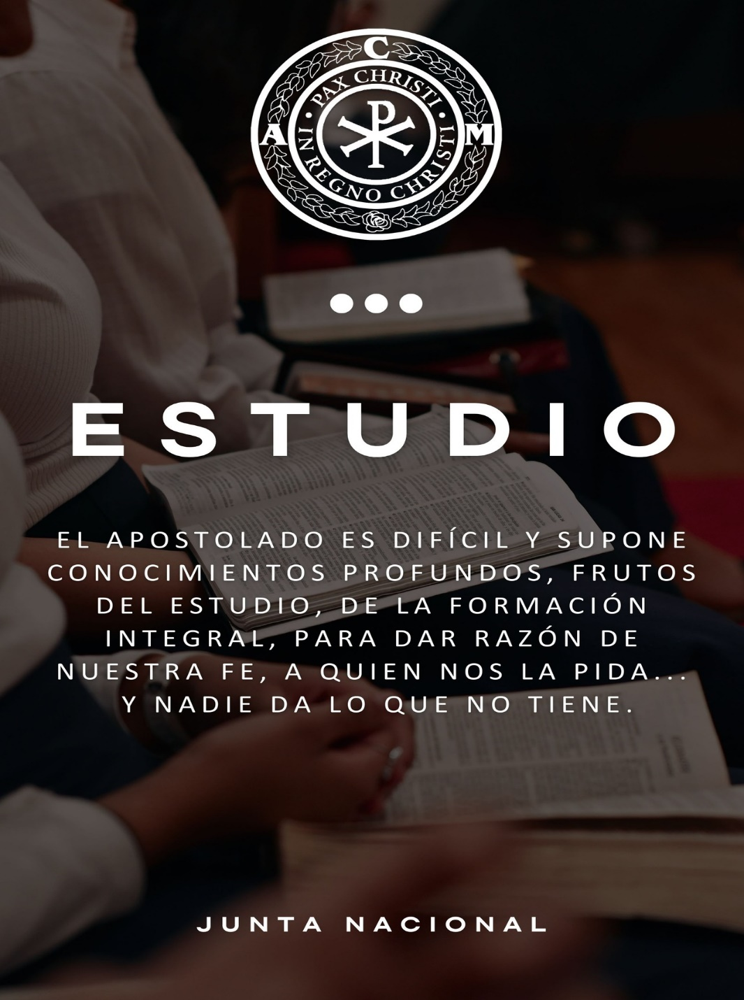 C
A
M
PAX CHRISTI
IN REGNO CHRISTI
ESTUDIO
EL APOSTOLADO ES DIFÍCIL Y SUPONE
CONOCIMIENTOS PROFUNDOS, FRUTOS
DEL ESTUDIO, DE LA FORMACIÓN
INTEGRAL, PARA DAR RAZÓN DE
NUESTRA FE, A QUIEN NOS LA PIDA...
Y NADIE DA LO QUE NO TIENE.
JUNTA NACIONAL